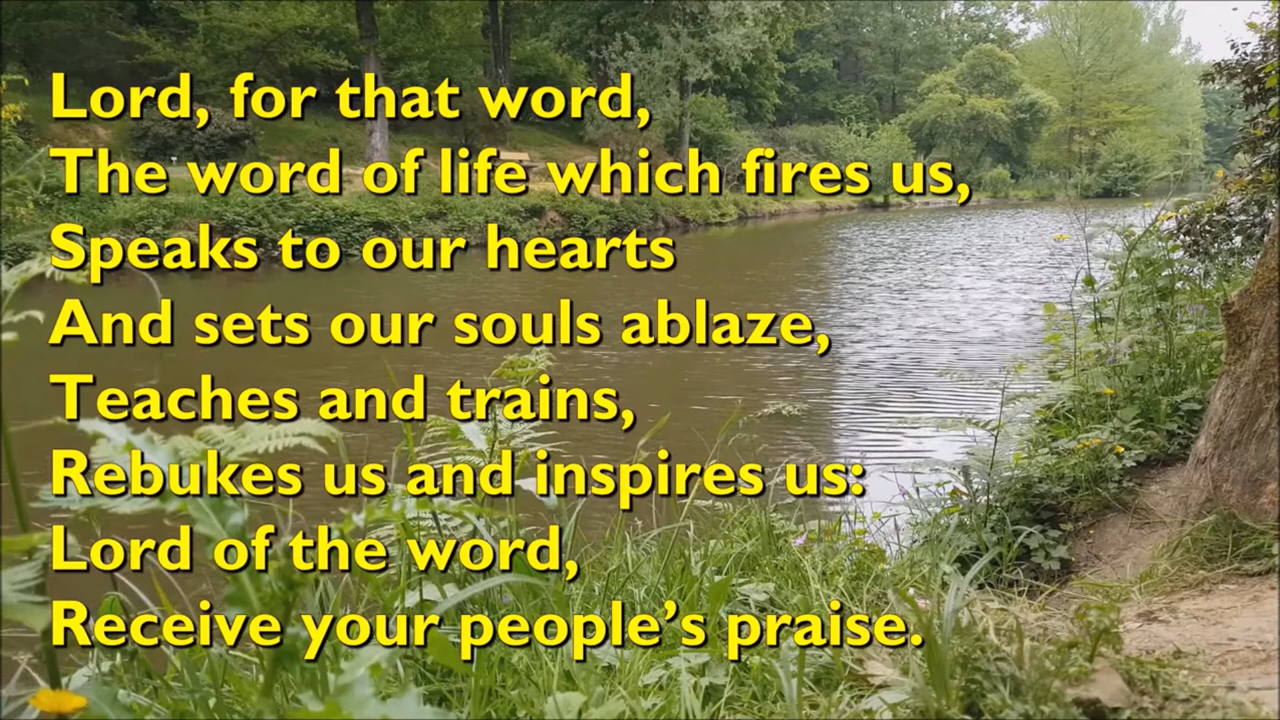 Lord, for that word,
The word of life which fires us,
Speaks to our hearts
And sets our souls ablaze,
Teaches and trains,
Rebukes us and inspires us:
Lord of the word,
Receive your people’s praise.